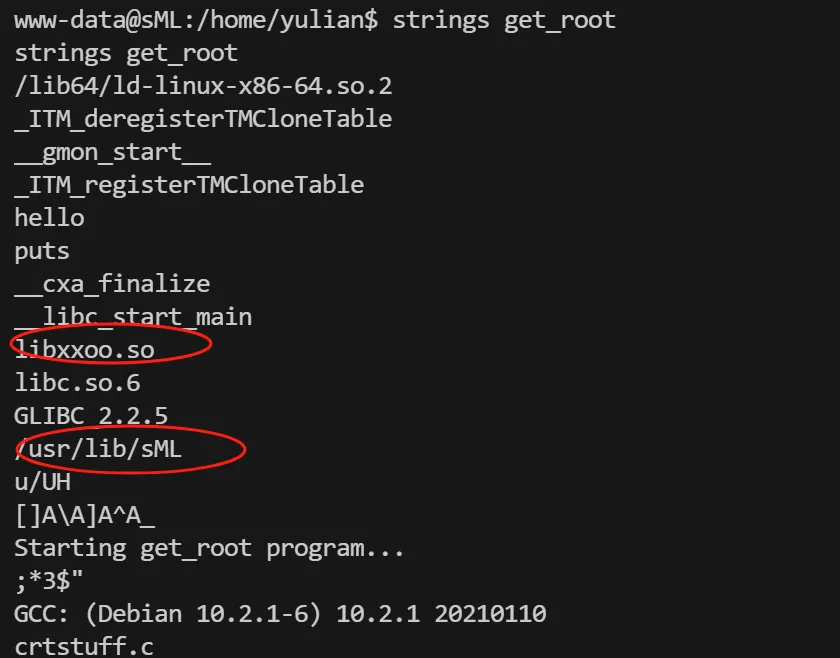 www-data@sML:/home/yulian$ strings get_root
strings get_root
/lib64/ld-linux-x86-64.so.2
_ITM_deregisterTMCloneTable
__gmon_start__
_ITM_registerTMCloneTable
hello
puts
__cxa_finalize
__libc_start_main
libxxoo.so
libc.so.6
GLIBC_2.2.5
/usr/lib/sML
u/UH
[]A\A]A^A_
Starting get_root program...
;*3$"
GCC: (Debian 10.2.1-6) 10.2.1 20210110
crtstuff.c